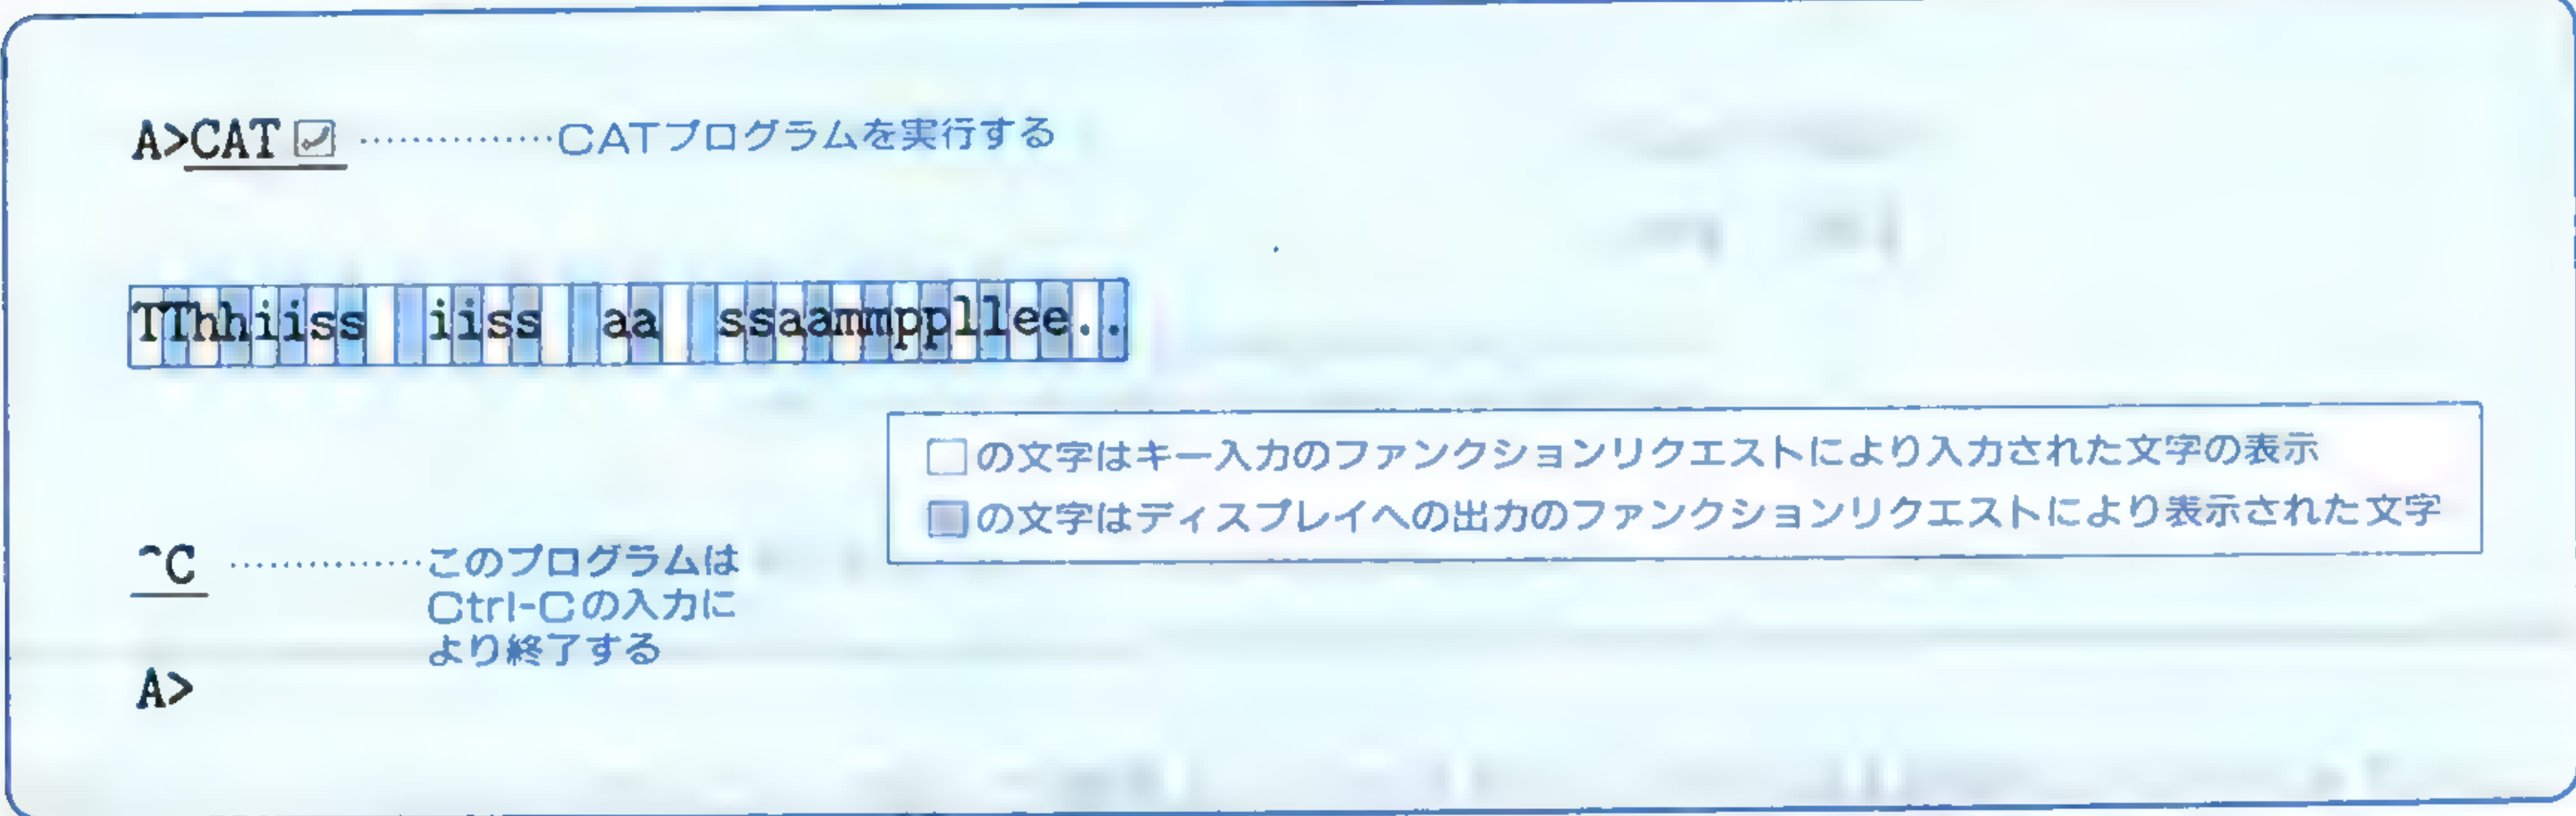 A>CAT ⏎ ……………CATプログラムを実行する
TThhiiss  iiss  aa  ssaammppllee..
□の文字はキー入力のファンクションリクエストにより入力された文字の表示
■の文字はディスプレイへの出力のファンクションリクエストにより表示された文字
^C ……………このプログラムは
Ctrl-Cの入力に
より終了する
A>